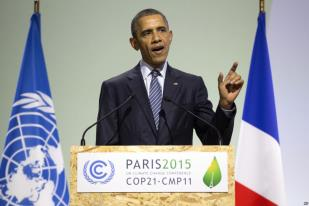 PARIS2015
UN CLIMATE CHANGE CONFERENCE
COP21·CMP11